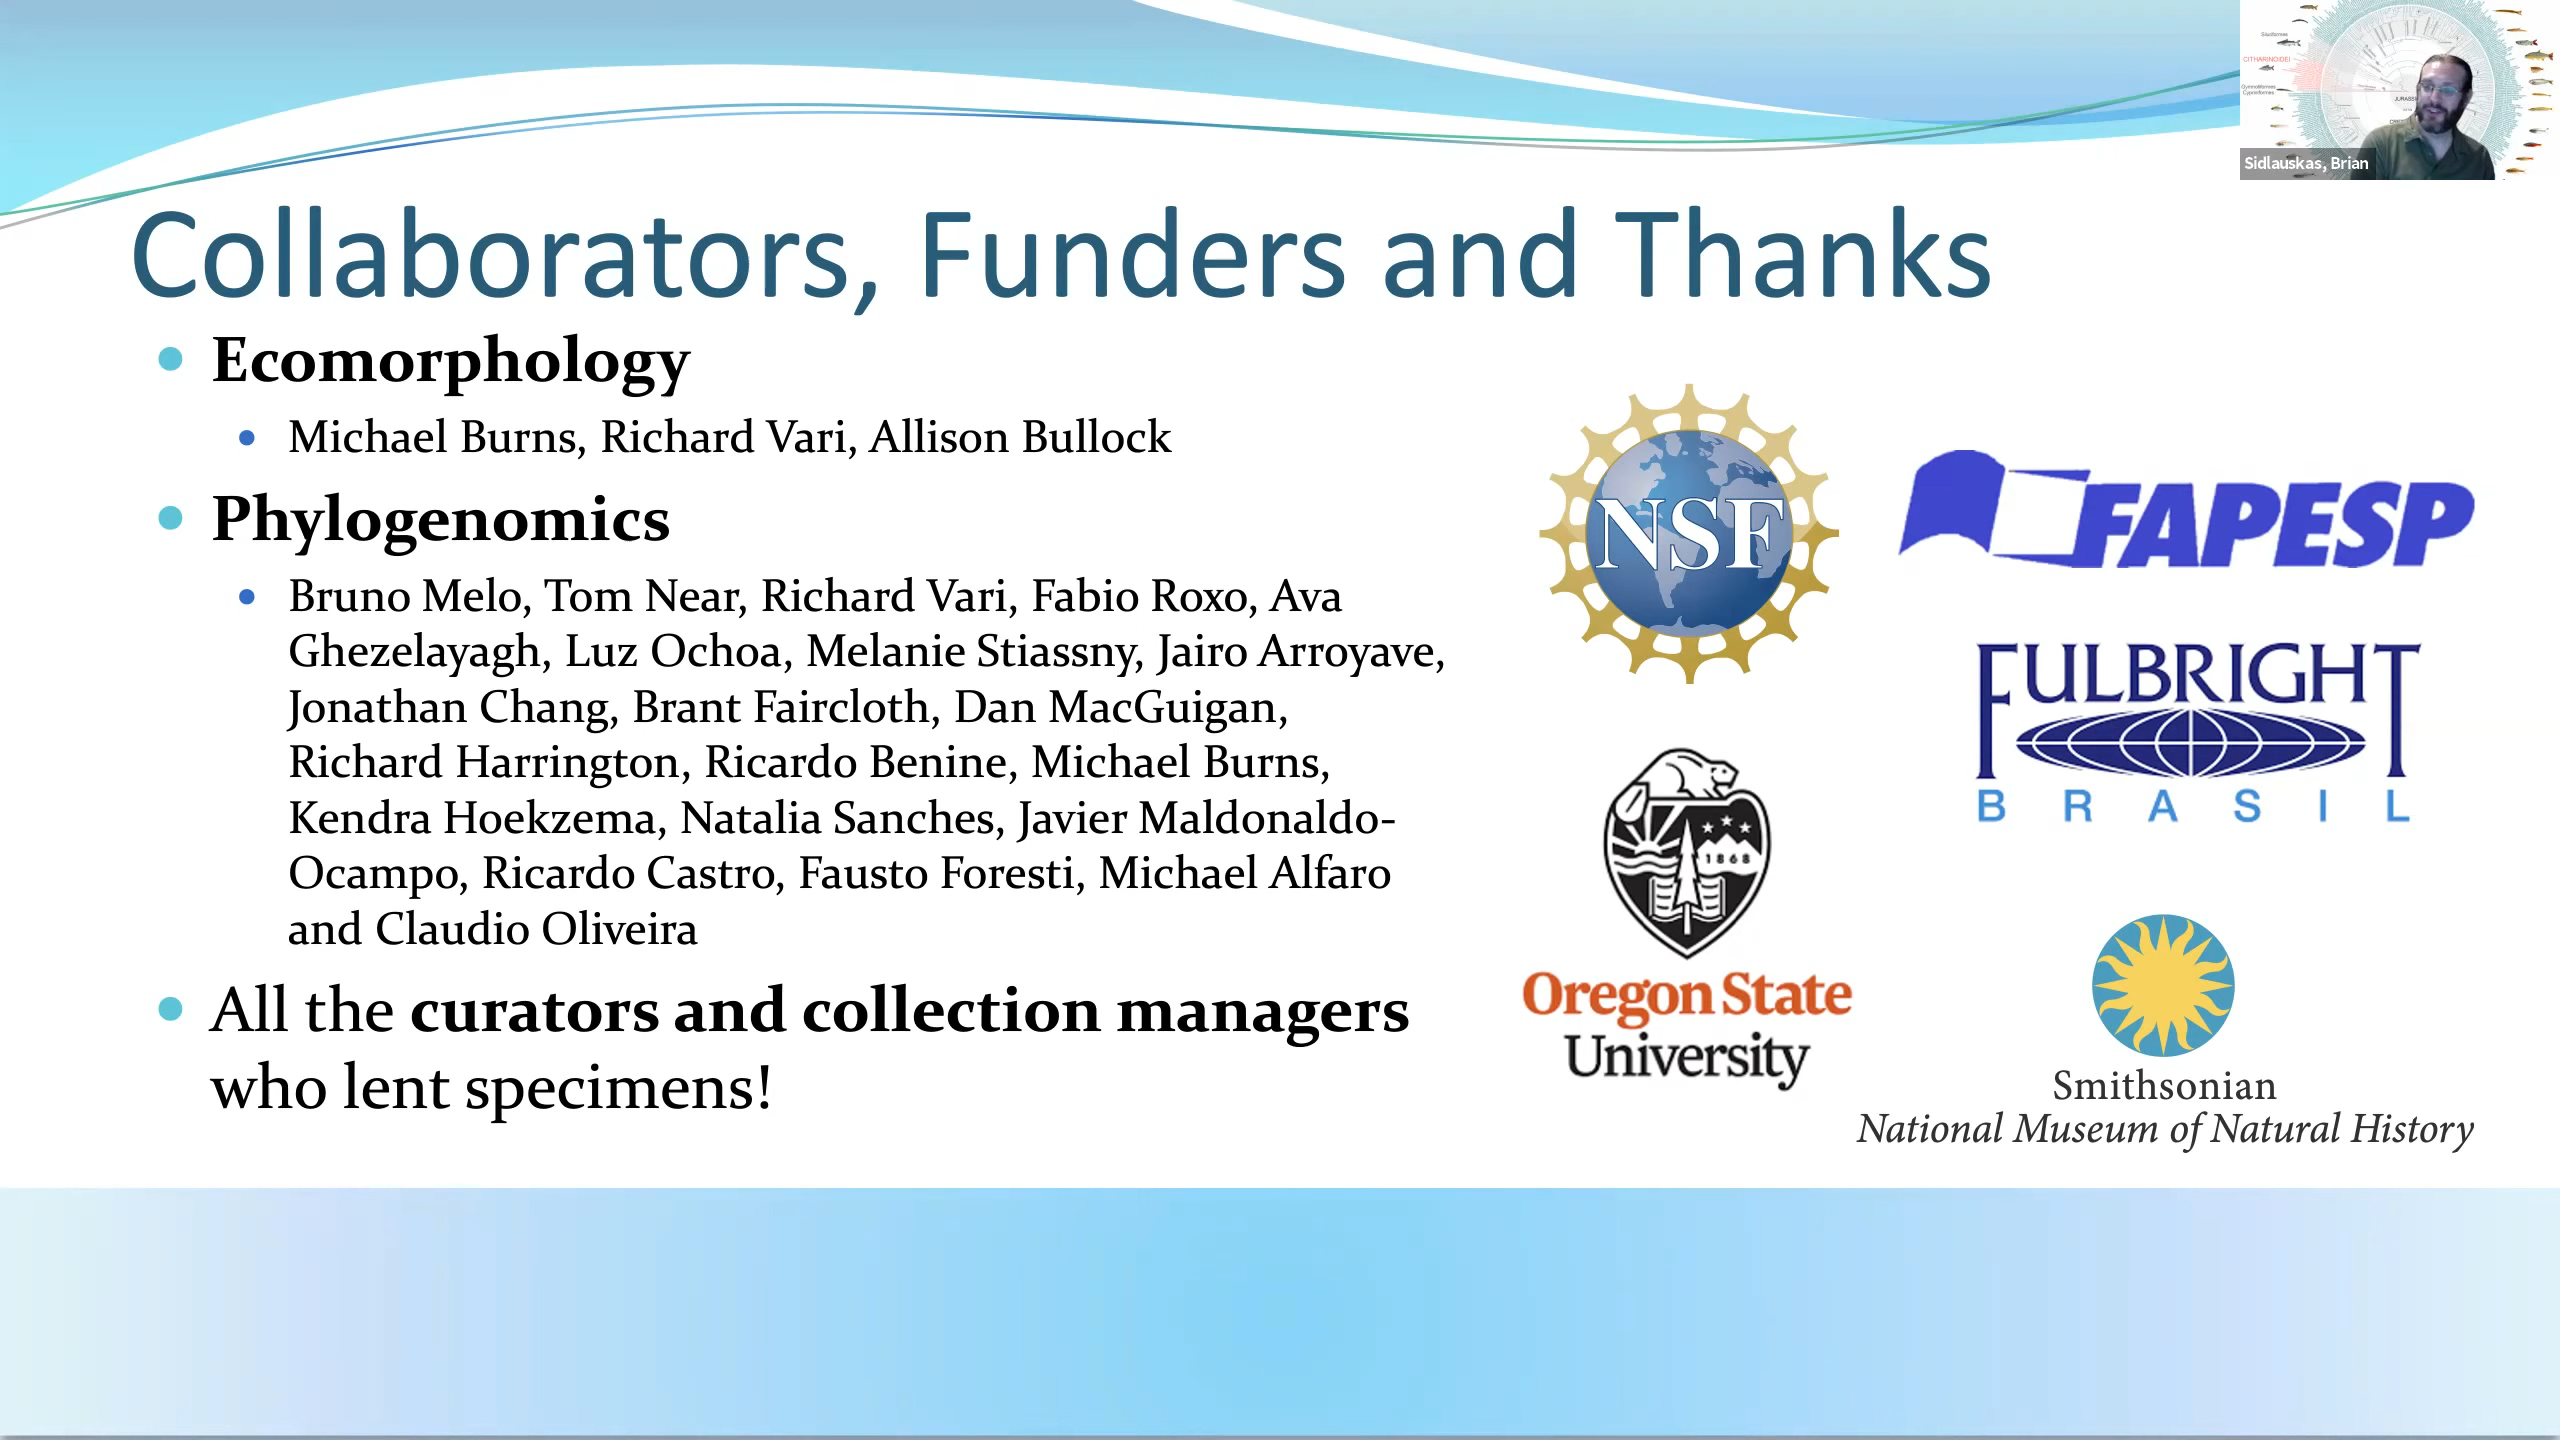 CITHARINOIDEI
Sidlauskas, Brian
Collaborators, Funders and Thanks
Ecomorphology
Michael Burns, Richard Vari, Allison Bullock
Phylogenomics
Bruno Melo, Tom Near, Richard Vari, Fabio Roxo, Ava
Ghezelayagh, Luz Ochoa, Melanie Stiassny, Jairo Arroyave,
Jonathan Chang, Brant Faircloth, Dan MacGuigan,
Richard Harrington, Ricardo Benine, Michael Burns,
Kendra Hoekzema, Natalia Sanches, Javier Maldonaldo-
Ocampo, Ricardo Castro, Fausto Foresti, Michael Alfaro
and Claudio Oliveira
All the curators and collection managers
who lent specimens!
NSF
FAPESP
FULBRIGHT
BRASIL
1868
Oregon State
University
Smithsonian
National Museum of Natural History